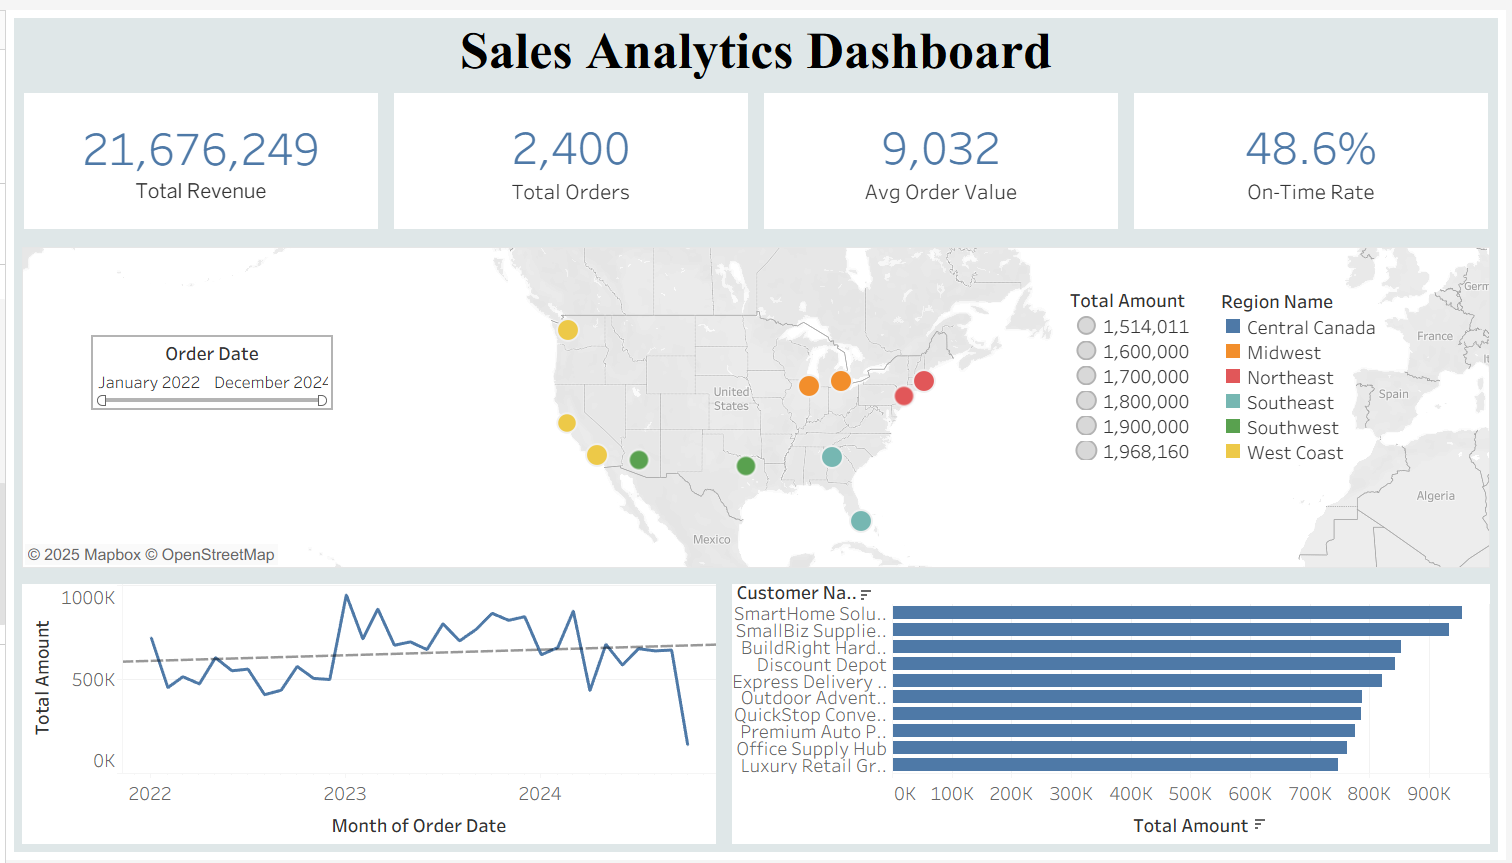 Sales Analytics Dashboard
21,676,249
Total Revenue
2,400
Total Orders
9,032
Avg Order Value
48.6%
On-Time Rate
Order Date
January 2022 December 2024
United
States
Mexico
Total Amount
1,514,011
1,600,000
1,700,000
1,800,000
1,900,000
1,968,160
Region Name
Central Canada
Midwest
Northeast
Southeast
Southwest
West Coast
Germ
France
Spain
Algeria
© 2025 Mapbox © OpenStreetMap
Total Amount
1000K
500K
0K
2022 2023 2024
Month of Order Date
Customer Na..
SmartHome Solu..
SmallBiz Supplie..
BuildRight Hard..
Discount Depot
Express Delivery ..
Outdoor Advent..
QuickStop Conve..
Premium Auto P..
Office Supply Hub
Luxury Retail Gr..
0K 100K 200K 300K 400K 500K 600K 700K 800K 900K
Total Amount